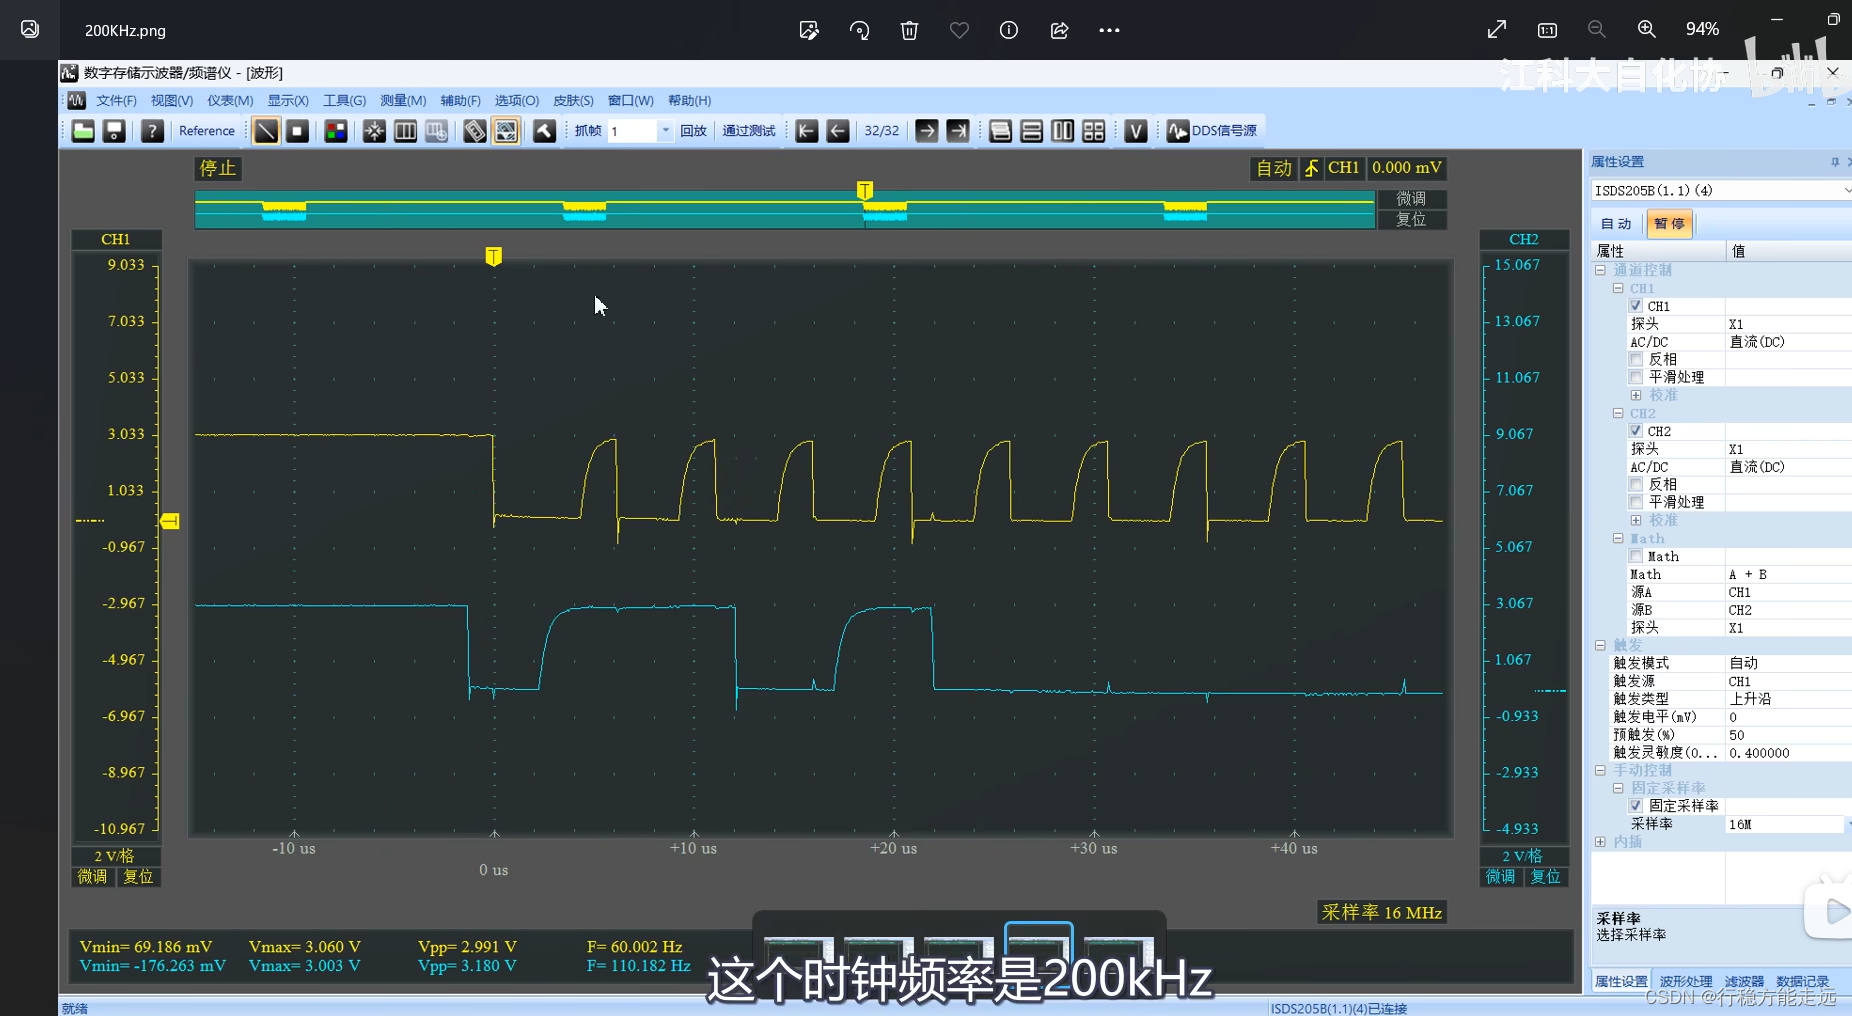 200KHz.png
94%
江科大自化协
数字存储示波器/频谱仪 - [波形]
文件(F) 视图(V) 仪表(M) 显示(X) 工具(G) 测量(M) 辅助(F) 选项(O) 皮肤(S) 窗口(W) 帮助(H)
Reference 抓帧 1 回放 通过测试 32/32 V DDS信号源
停止
自动 CH1 0.000 mV
T
微调
复位
T
CH1
9.033
7.033
5.033
3.033
1.033
-0.967
-2.967
-4.967
-6.967
-8.967
-10.967
2 V/格
微调 复位
-10 us
0 us
+10 us
+20 us
+30 us
+40 us
CH2
15.067
13.067
11.067
9.067
7.067
5.067
3.067
1.067
-0.933
-2.933
-4.933
2 V/格
微调 复位
采样率 16 MHz
Vmin= 69.186 mV Vmax= 3.060 V Vpp= 2.991 V F= 60.002 Hz
Vmin= -176.263 mV Vmax= 3.003 V Vpp= 3.180 V F= 110.182 Hz
这个时钟频率是200kHz
属性设置
ISDS205B(1.1)(4)
自动 暂停
属性 值
通道控制
CH1
CH1
探头 X1
AC/DC 直流(DC)
反相
平滑处理
校准
CH2
CH2
探头 X1
AC/DC 直流(DC)
反相
平滑处理
校准
Math
Math
Math A + B
源A CH1
源B CH2
探头 X1
触发
触发模式 自动
触发源 CH1
触发类型 上升沿
触发电平(mV) 0
预触发(%) 50
触发灵敏度(0... 0.400000
手动控制
固定采样率
固定采样率
采样率 16M
内插
采样率
选择采样率
属性设置 波形处理 滤波器 数据记录
CSDN @行稳方能走远
就绪
ISDS205B(1.1)(4)已连接